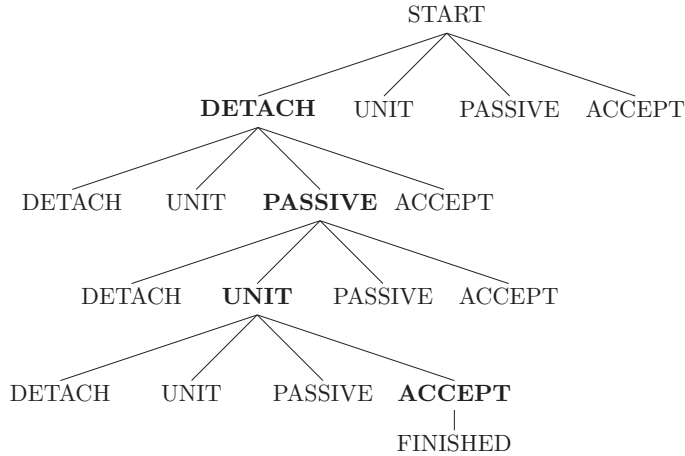 START
DETACH UNIT PASSIVE ACCEPT
DETACH UNIT PASSIVE ACCEPT
DETACH UNIT PASSIVE ACCEPT
DETACH UNIT PASSIVE ACCEPT
FINISHED